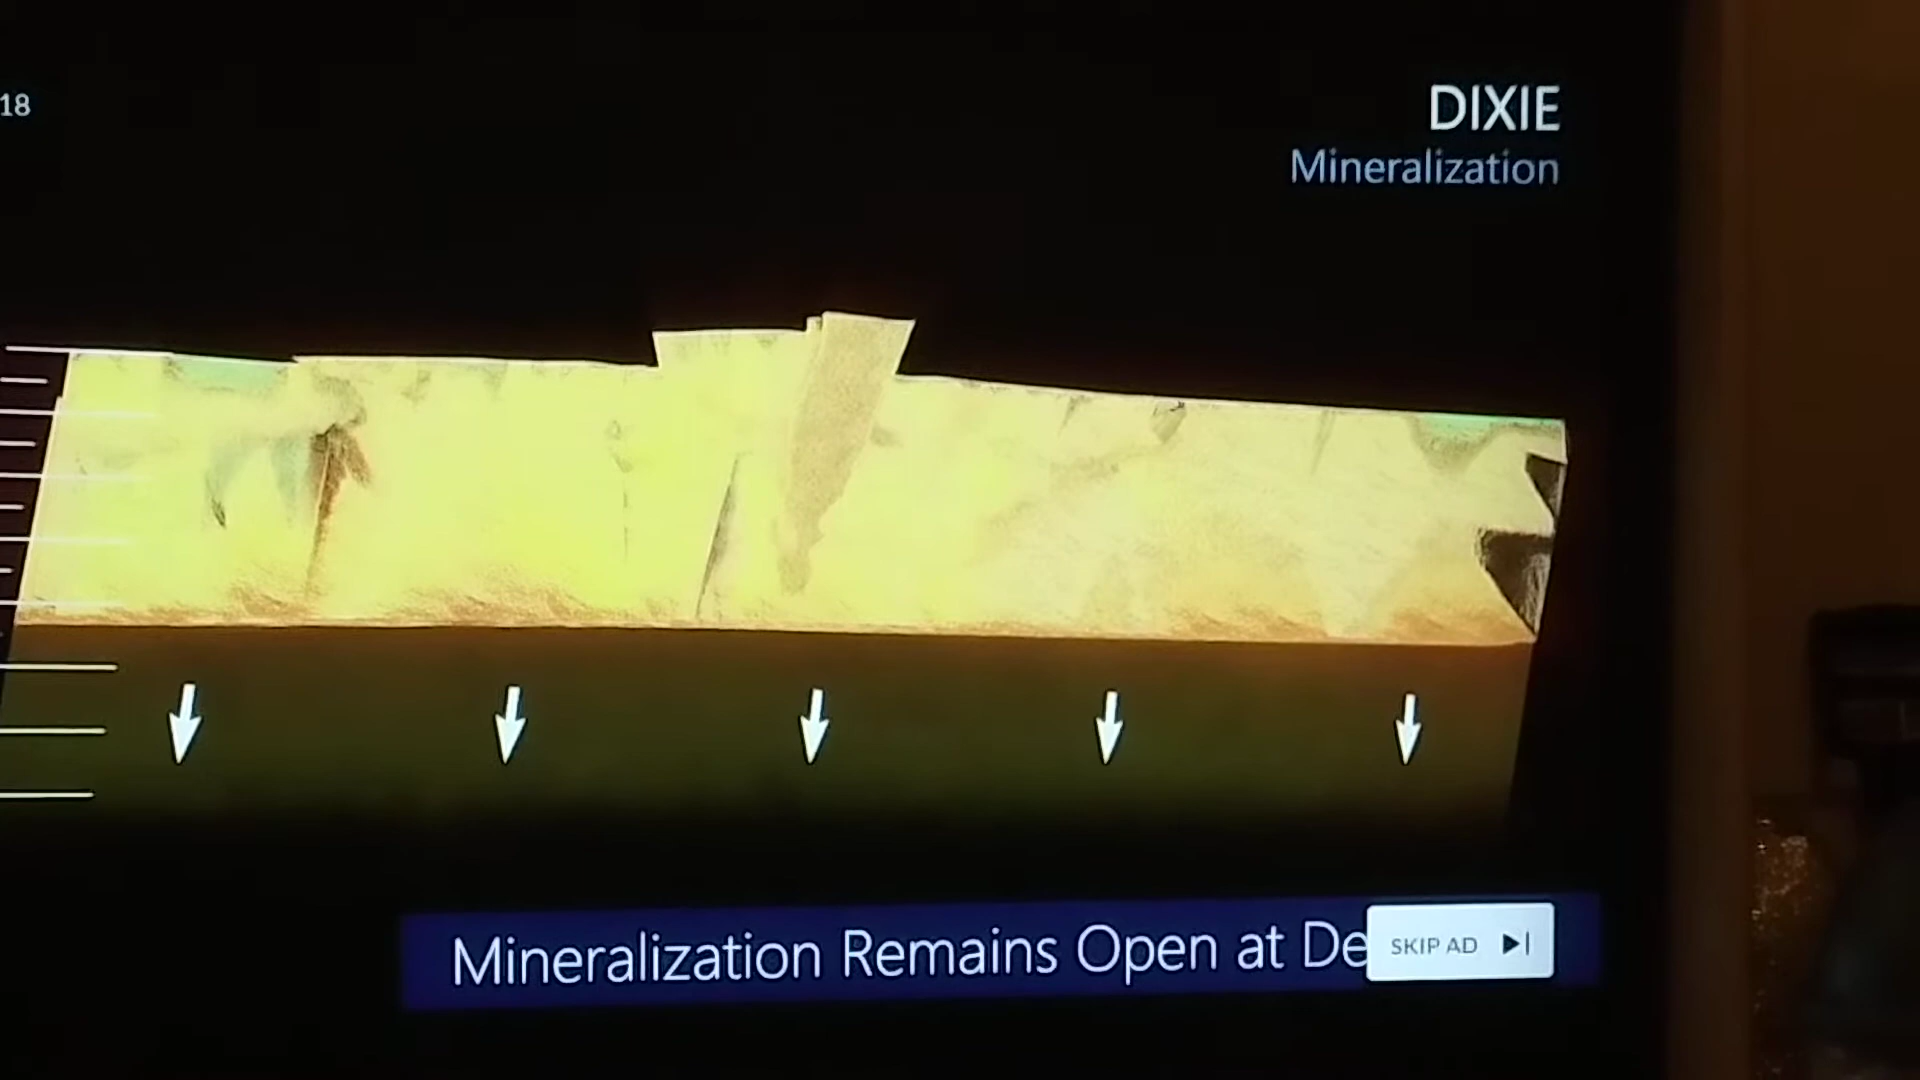 18
DIXIE
Mineralization
Mineralization Remains Open at De
SKIP AD